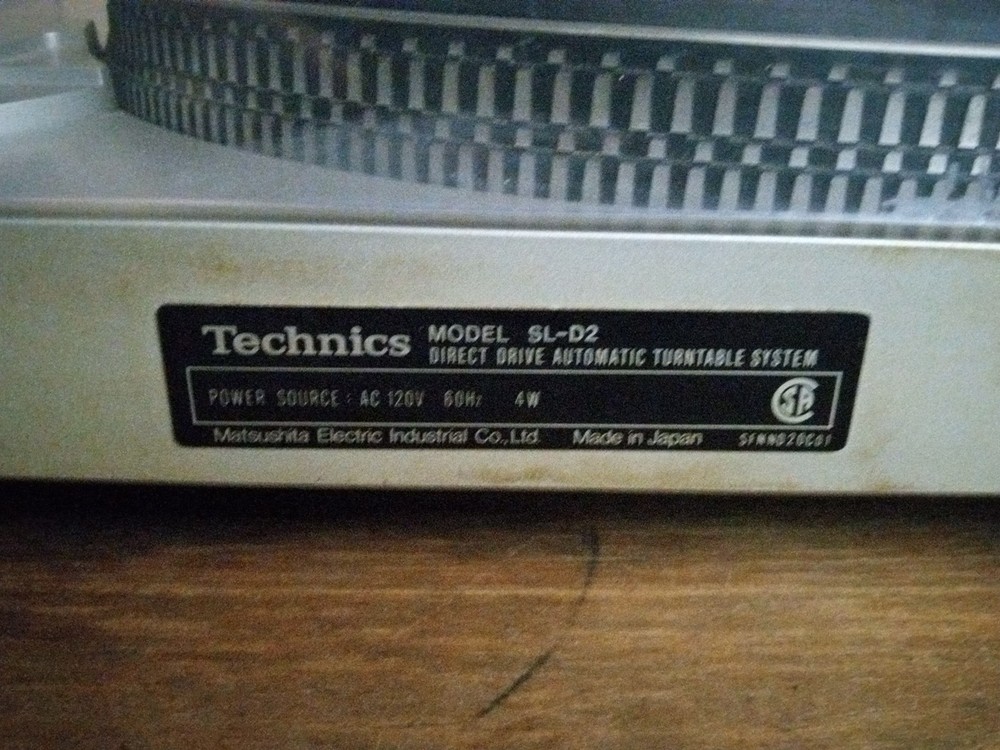 Technics MODEL SL-D2
DIRECT DRIVE AUTOMATIC TURNTABLE SYSTEM
POWER SOURCE : AC 120V 60Hz 4W
Matsushita Electric Industrial Co., Ltd. Made in Japan